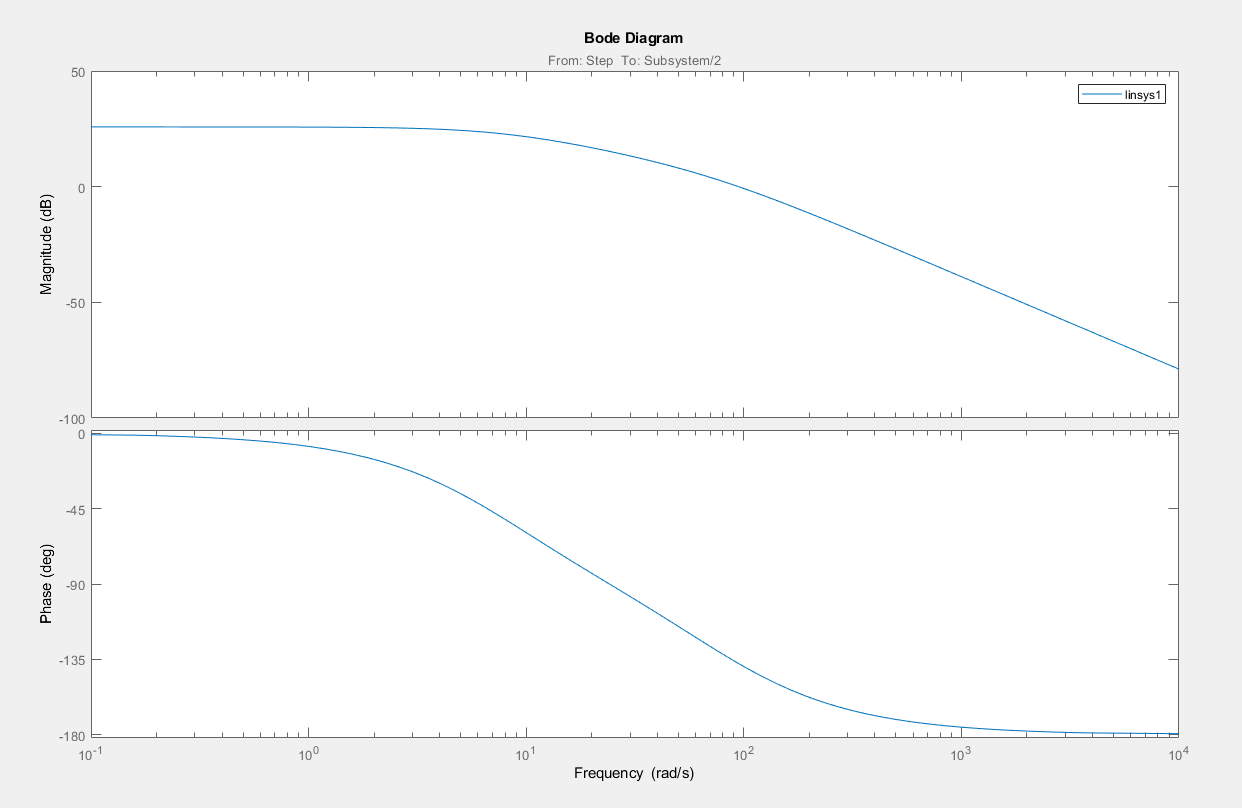 Bode Diagram
From: Step To: Subsystem/2
50
0
-50
-100
Magnitude (dB)
linsys1
0
-45
-90
-135
-180
Phase (deg)
10^-1
10^0
10^1
10^2
10^3
10^4
Frequency (rad/s)